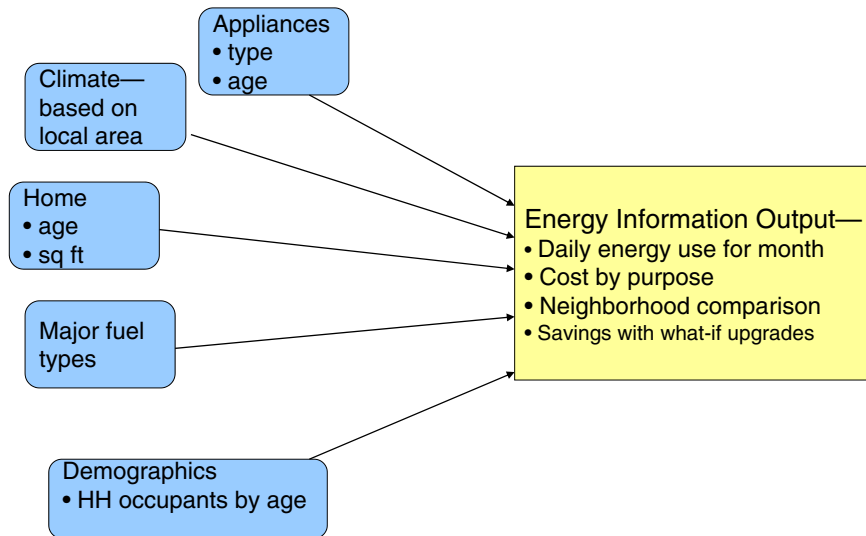 Appliances
• type
• age
Climate—
based on
local area
Home
• age
• sq ft
Major fuel
types
Demographics
• HH occupants by age
Energy Information Output—
• Daily energy use for month
• Cost by purpose
• Neighborhood comparison
• Savings with what-if upgrades